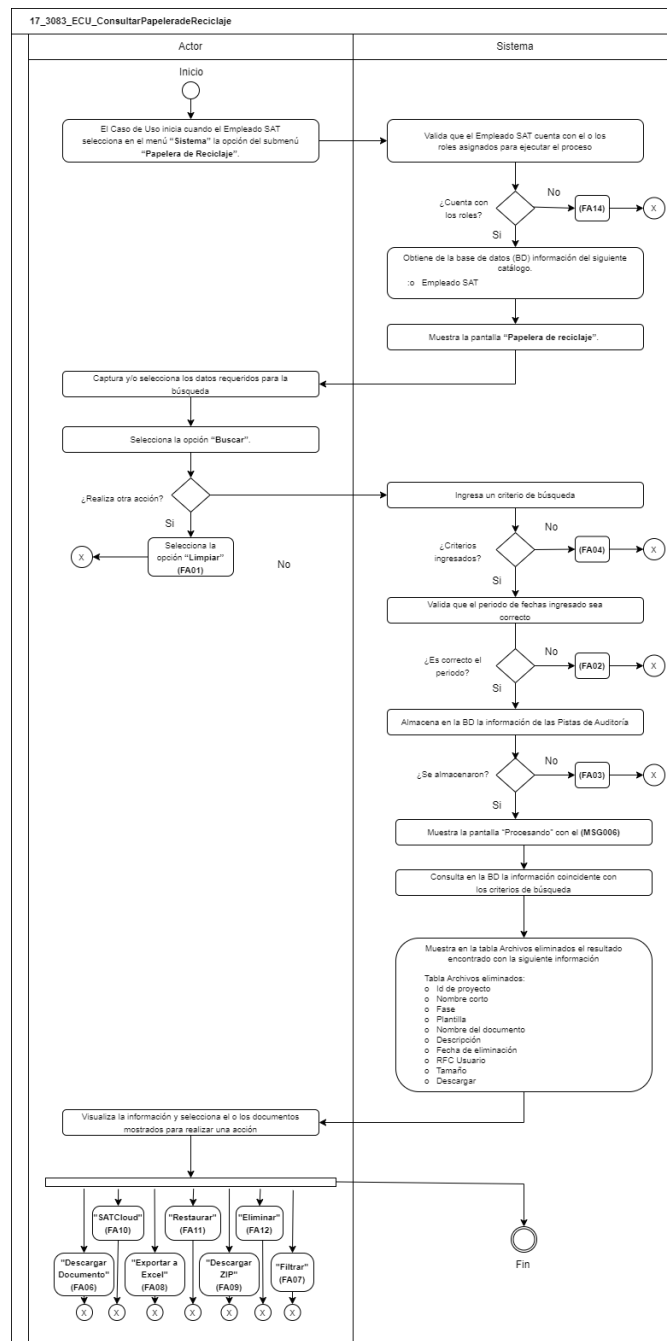 17_3083_ECU_ConsultarPapeleradeReciclaje
Actor
Sistema
Inicio
El Caso de Uso inicia cuando el Empleado SAT
selecciona en el menú “Sistema” la opción del submenú
“Papelera de Reciclaje”.
Valida que el Empleado SAT cuenta con el o los
roles asignados para ejecutar el proceso
¿Cuenta con
los roles?
No
(FA14)
X
Si
Obtiene de la base de datos (BD) información del siguiente
catálogo.
:o Empleado SAT
Muestra la pantalla “Papelera de reciclaje”.
Captura y/o selecciona los datos requeridos para la
búsqueda
Selecciona la opción “Buscar”.
¿Realiza otra acción?
Si
Selecciona la
opción “Limpiar”
(FA01)
X
No
Ingresa un criterio de búsqueda
¿Criterios
ingresados?
No
(FA04)
X
Si
Valida que el periodo de fechas ingresado sea
correcto
¿Es correcto el
periodo?
No
(FA02)
X
Si
Almacena en la BD la información de las Pistas de Auditoría
¿Se almacenaron?
No
(FA03)
X
Si
Muestra la pantalla “Procesando” con el (MSG006)
Consulta en la BD la información coincidente con
los criterios de búsqueda
Muestra en la tabla Archivos eliminados el resultado
encontrado con la siguiente información
Tabla Archivos eliminados:
o Id de proyecto
o Nombre corto
o Fase
o Plantilla
o Nombre del documento
o Descripción
o Fecha de eliminación
o RFC Usuario
o Tamaño
o Descargar
Visualiza la información y selecciona el o los documentos
mostrados para realizar una acción
"SATCloud"
(FA10)
"Restaurar"
(FA11)
"Eliminar"
(FA12)
"Descargar
Documento"
(FA06)
"Exportar a
Excel"
(FA08)
"Descargar
ZIP"
(FA09)
"Filtrar"
(FA07)
X X X X X X X
Fin